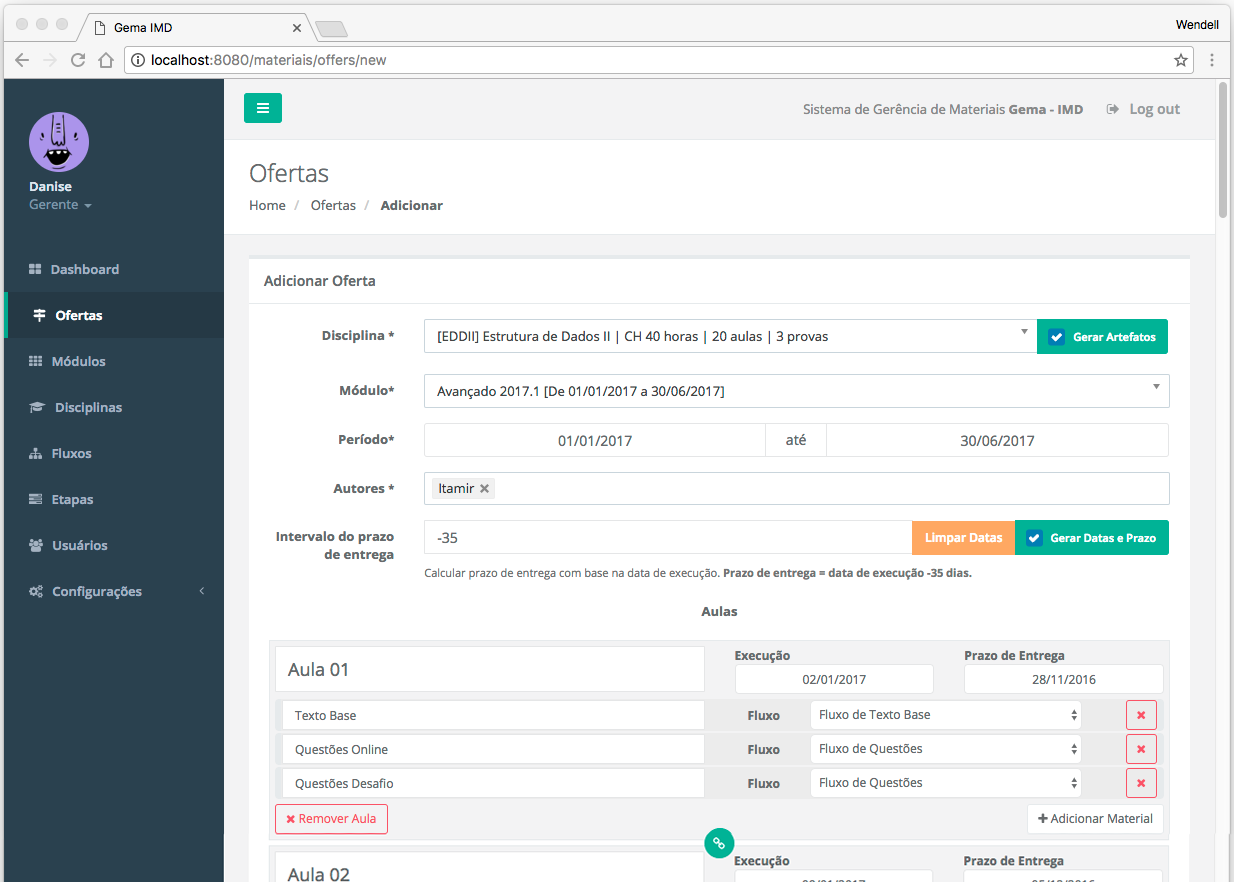 Gema IMD
Wendell
localhost:8080/materiais/offers/new
Sistema de Gerência de Materiais Gema - IMD Log out
Danise
Gerente
Dashboard
Ofertas
Módulos
Disciplinas
Fluxos
Etapas
Usuários
Configurações
Ofertas
Home / Ofertas / Adicionar
Adicionar Oferta
Disciplina * [EDDII] Estrutura de Dados II | CH 40 horas | 20 aulas | 3 provas Gerar Artefatos
Módulo* Avançado 2017.1 [De 01/01/2017 a 30/06/2017]
Período* 01/01/2017 até 30/06/2017
Autores * Itamir
Intervalo do prazo
de entrega
-35 Limpar Datas Gerar Datas e Prazo
Calcular prazo de entrega com base na data de execução. Prazo de entrega = data de execução -35 dias.
Aulas
Aula 01
Execução Prazo de Entrega
02/01/2017 28/11/2016
Texto Base Fluxo Fluxo de Texto Base
Questões Online Fluxo Fluxo de Questões
Questões Desafio Fluxo Fluxo de Questões
Remover Aula Adicionar Material
Aula 02
Execução Prazo de Entrega